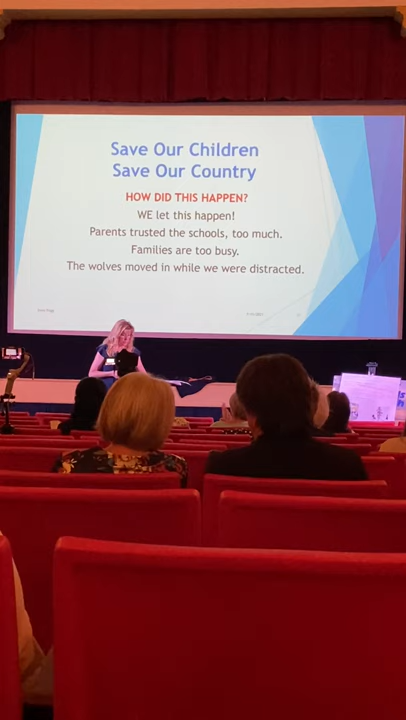 Save Our Children
Save Our Country
HOW DID THIS HAPPEN?
WE let this happen!
Parents trusted the schools, too much.
Families are too busy.
The wolves moved in while we were distracted.